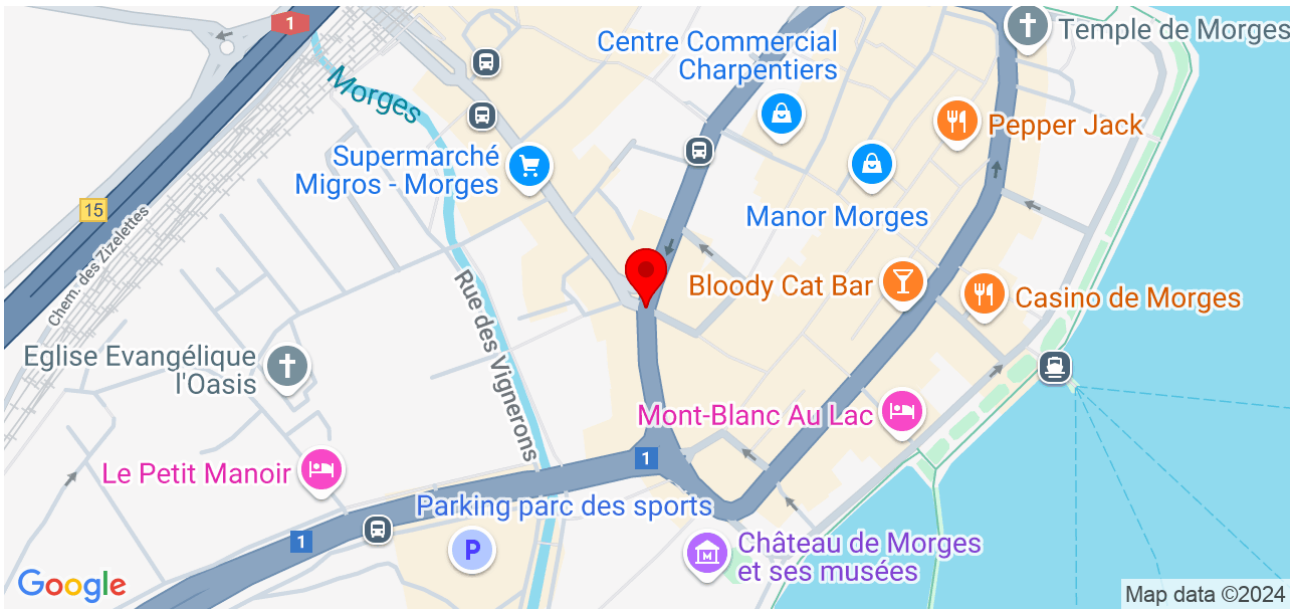 1
Temple de Morges
Centre Commercial
Charpentiers
Morges
Pepper Jack
Supermarché
Migros - Morges
15
Manor Morges
Chem. des Zizelettes
Bloody Cat Bar
Casino de Morges
Rue des Vignerons
Eglise Evangélique
l'Oasis
Mont-Blanc Au Lac
1
Le Petit Manoir
Parking parc des sports
1
P
M
Château de Morges
et ses musées
Google
Map data ©2024